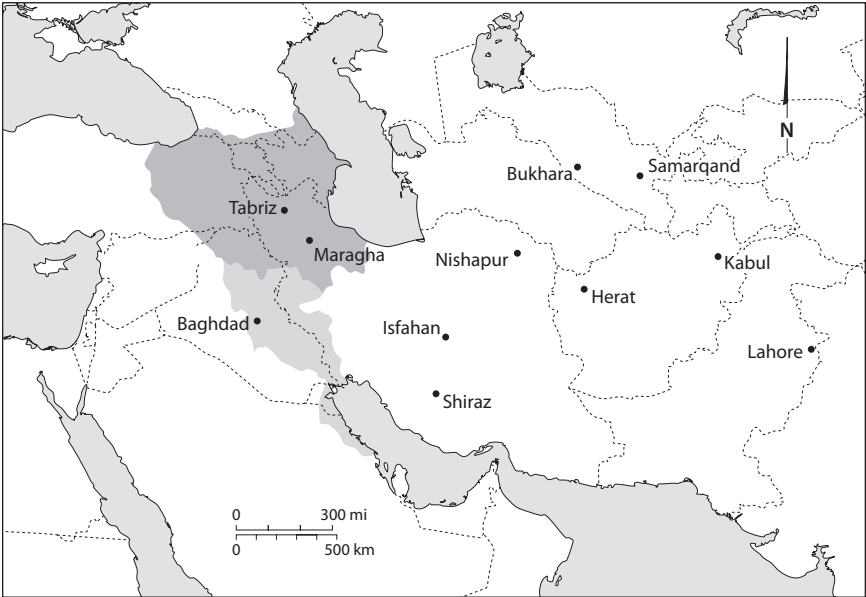 N
Bukhara
Samarqand
Tabriz
Maragha
Nishapur
Kabul
Herat
Baghdad
Isfahan
Lahore
Shiraz
0 300 mi
0 500 km